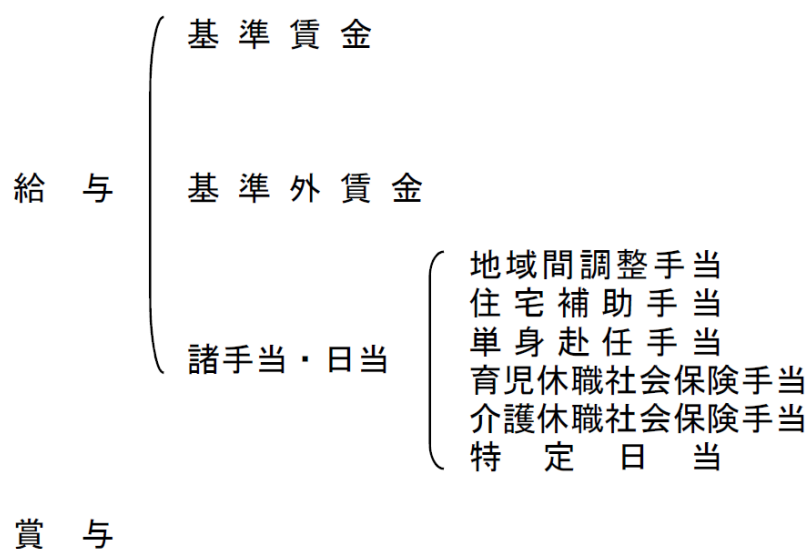 基準賃金
給与
基準外賃金
地域間調整手当
住宅補助手当
単身赴任手当
諸手当・日当
育児休職社会保険手当
介護休職社会保険手当
特定日当
賞与